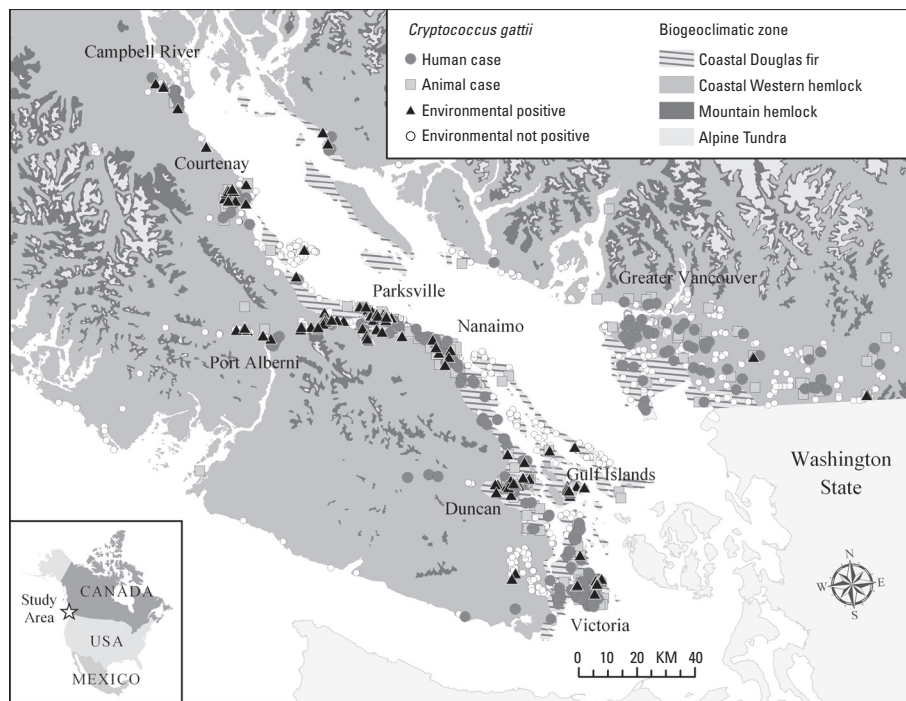 Cryptococcus gattii
Human case
Animal case
Environmental positive
Environmental not positive
Biogeoclimatic zone
Coastal Douglas fir
Coastal Western hemlock
Mountain hemlock
Alpine Tundra
Campbell River
Courtenay
Parksville
Greater Vancouver
Nanaimo
Port Alberni
Washington
State
Gulf Islands
Duncan
Victoria
N
W E
S
0 10 20 KM 40
CANADA
Study
Area
USA
MEXICO